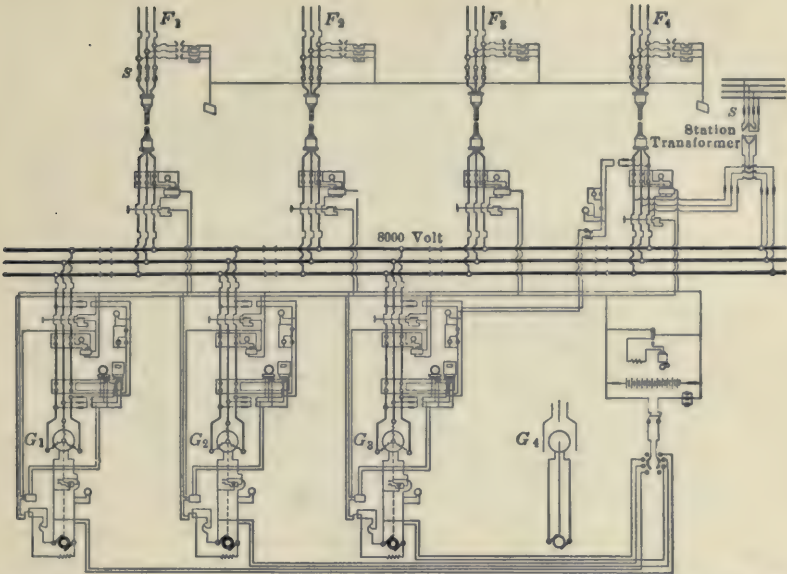 F₁
F₂
F₃
F₄
S
S
Station
Transformer
8000 Volt
G₁
G₂
G₃
G₄